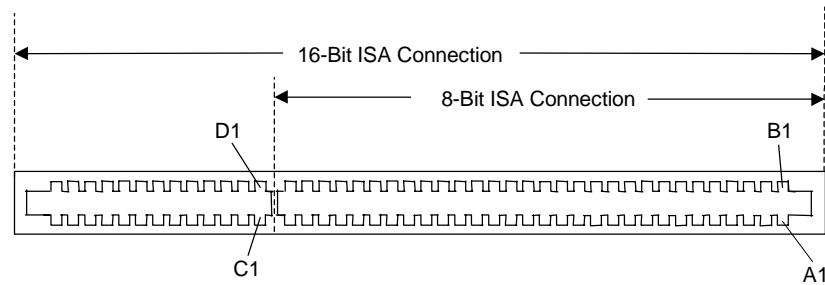 16-Bit ISA Connection
8-Bit ISA Connection
D1
B1
C1
A1